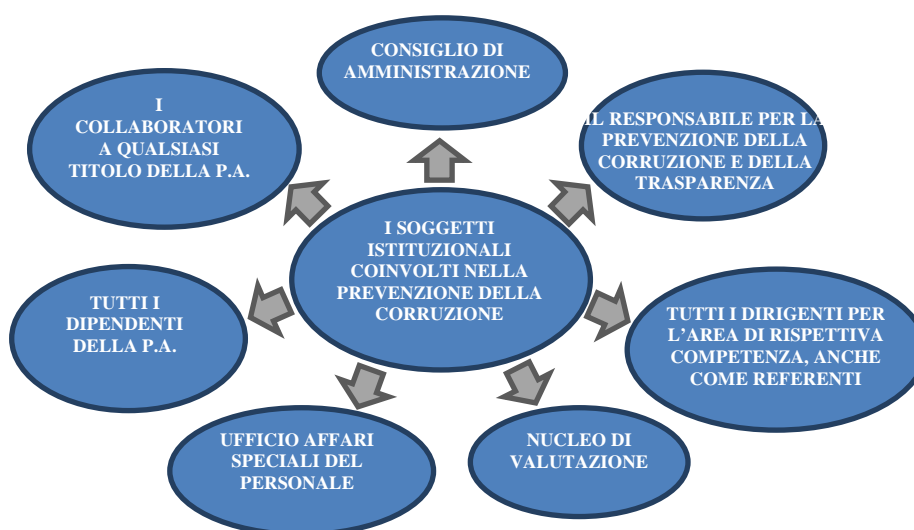 CONSIGLIO DI
AMMINISTRAZIONE
I
COLLABORATORI
A QUALSIASI
TITOLO DELLA P.A.
IL RESPONSABILE PER LA
PREVENZIONE DELLA
CORRUZIONE E DELLA
TRASPARENZA
I SOGGETTI
ISTITUZIONALI
COINVOLTI NELLA
PREVENZIONE DELLA
CORRUZIONE
TUTTI I
DIPENDENTI
DELLA P.A.
TUTTI I DIRIGENTI PER
L’AREA DI RISPETTIVA
COMPETENZA, ANCHE
COME REFERENTI
UFFICIO AFFARI
SPECIALI DEL
PERSONALE
NUCLEO DI
VALUTAZIONE